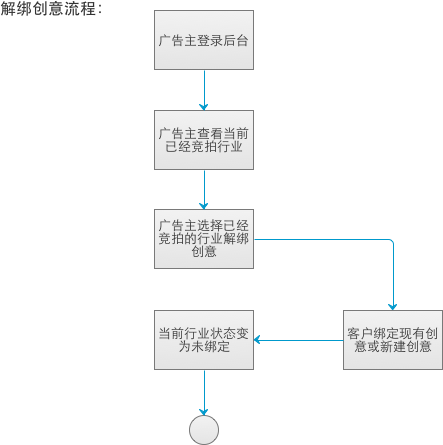 解绑创意流程：
广告主登录后台
广告主查看当前
已经竞拍行业
广告主选择已经
竞拍的行业解绑
创意
客户绑定现有创
意或新建创意
当前行业状态变
为未绑定